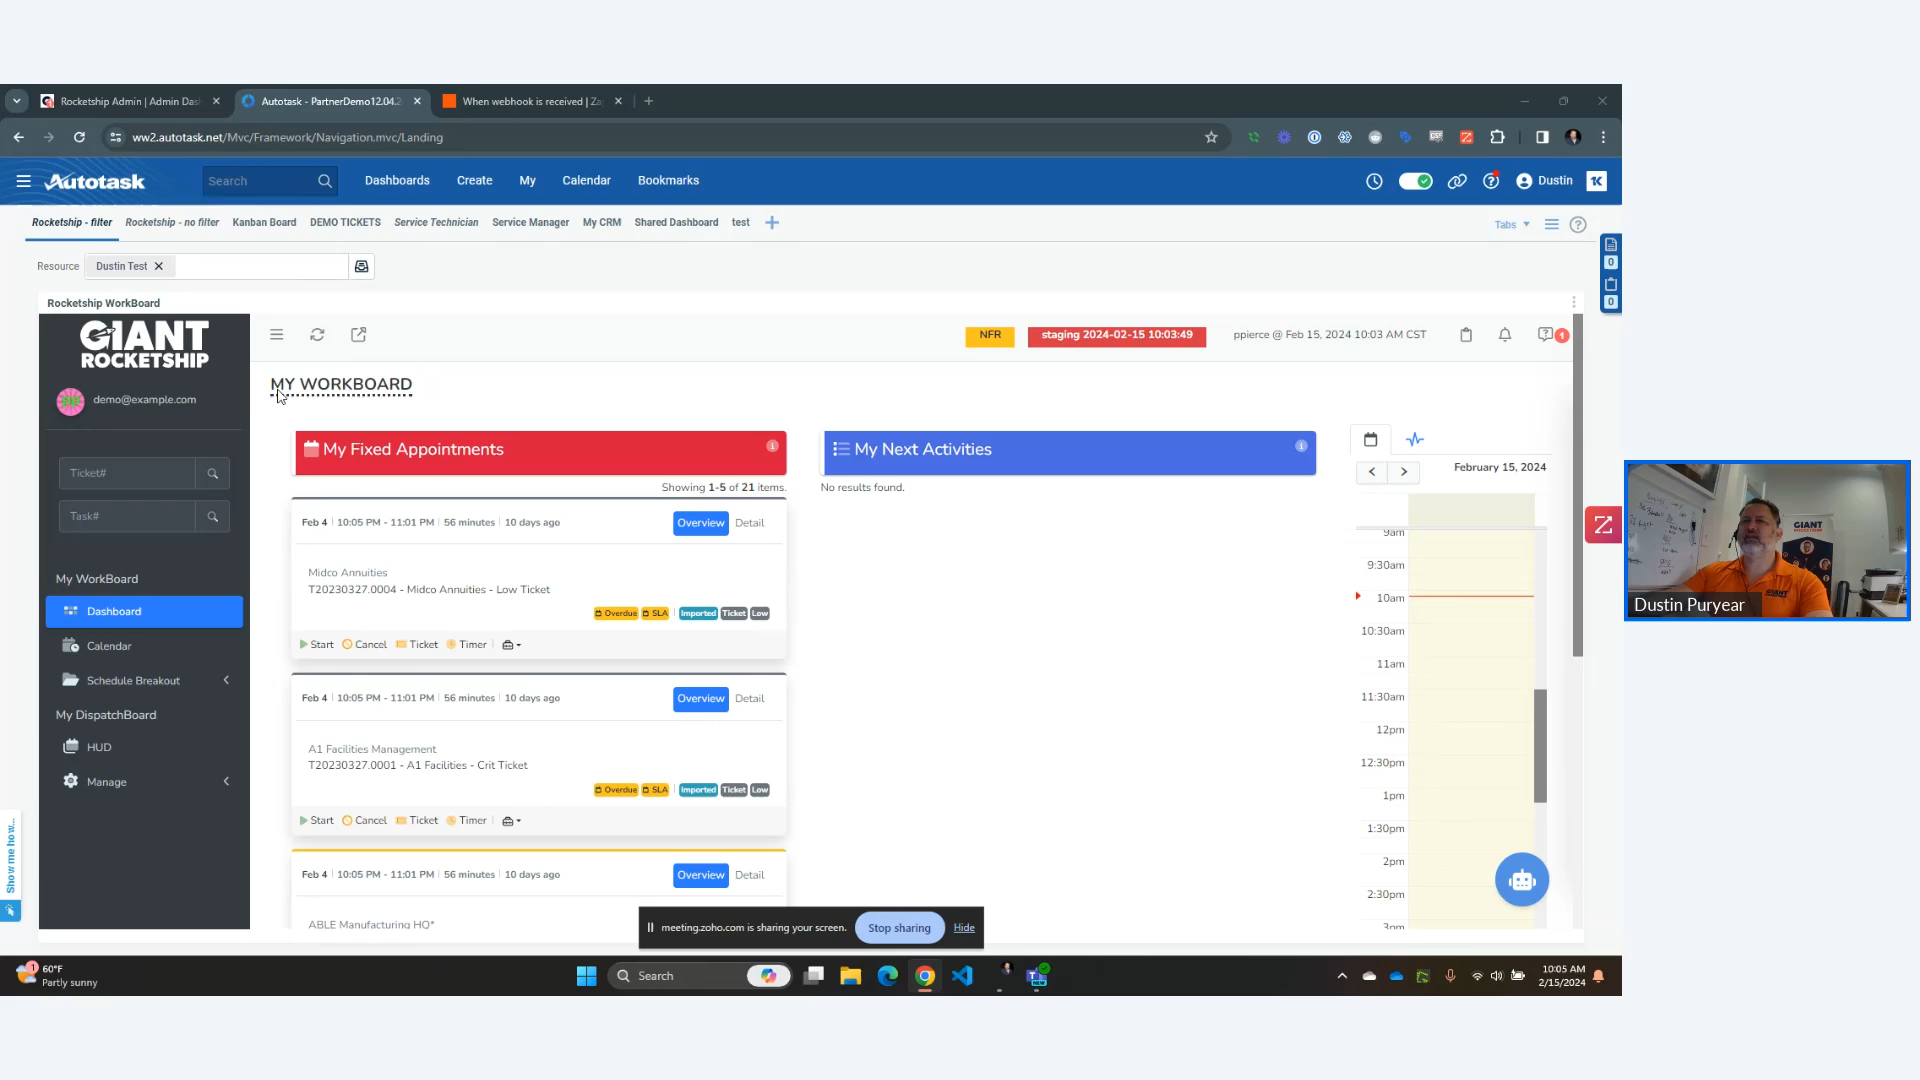 Rocketship Admin | Admin Das
Autotask - PartnerDemo12.04.2
When webhook is received | Za
ww2.autotask.net/Mvc/Framework/Navigation.mvc/Landing
Autotask
Search
Dashboards
Create
My
Calendar
Bookmarks
Dustin
Rocketship - filter
Rocketship - no filter
Kanban Board
DEMO TICKETS
Service Technician
Service Manager
My CRM
Shared Dashboard
test
Tabs
Resource
Dustin Test
0
0
Rocketship WorkBoard
GIANT
ROCKETSHIP
NFR
staging 2024-02-15 10:03:49
ppierce @ Feb 15, 2024 10:03 AM CST
1
demo@example.com
Ticket#
Task#
My WorkBoard
Dashboard
Calendar
Schedule Breakout
My DispatchBoard
HUD
Manage
MY WORKBOARD
My Fixed Appointments
Showing 1-5 of 21 items.
Feb 4 | 10:05 PM - 11:01 PM | 56 minutes | 10 days ago
Overview
Detail
Midco Annuities
T20230327.0004 - Midco Annuities - Low Ticket
Overdue SLA | Imported Ticket Low
Start Cancel Ticket Timer
Feb 4 | 10:05 PM - 11:01 PM | 56 minutes | 10 days ago
Overview
Detail
A1 Facilities Management
T20230327.0001 - A1 Facilities - Crit Ticket
Overdue SLA | Imported Ticket Low
Start Cancel Ticket Timer
Feb 4 | 10:05 PM - 11:01 PM | 56 minutes | 10 days ago
Overview
Detail
ABLE Manufacturing HQ*
My Next Activities
No results found.
February 15, 2024
9am
9:30am
10am
10:30am
11am
11:30am
12pm
12:30pm
1pm
1:30pm
2pm
2:30pm
3pm
Show me how...
meeting.zoho.com is sharing your screen.
Stop sharing
Hide
1
60°F
Partly sunny
Search
NEW
10:05 AM
2/15/2024
GIANT
Dustin Puryear